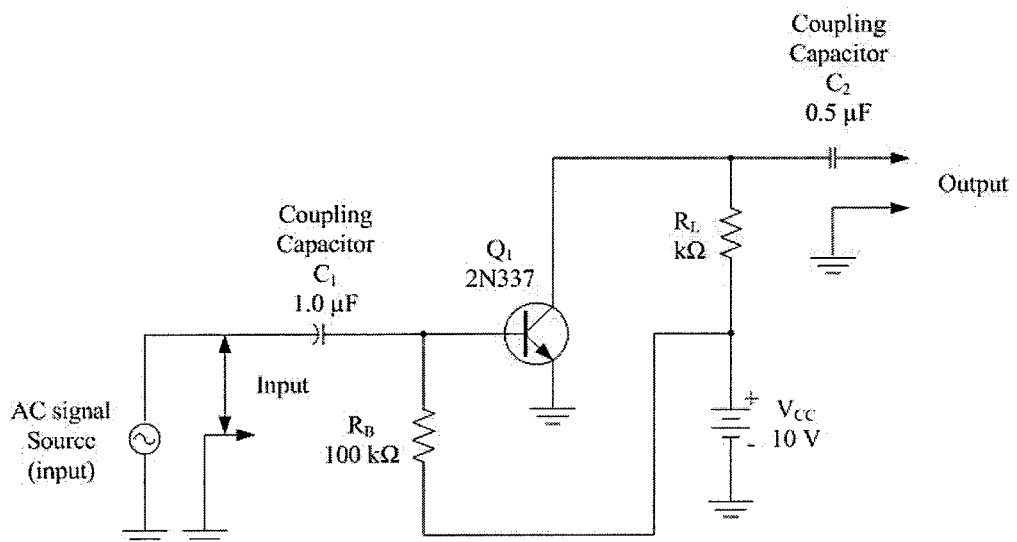 Coupling
Capacitor
C₂
0.5 µF
Output
Coupling
Capacitor
C₁
1.0 µF
Q₁
2N337
R_L
kΩ
Input
AC signal
Source
(input)
R_B
100 kΩ
+
V_CC
10 V
-